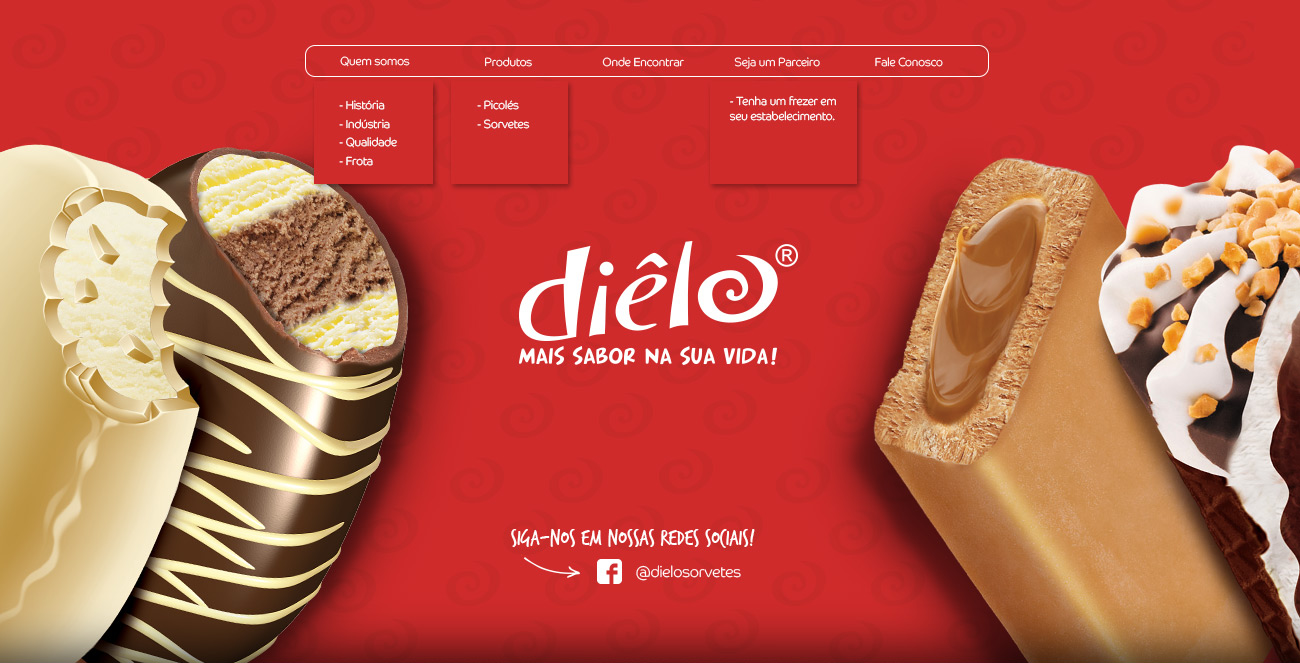 Quem somos
Produtos
Onde Encontrar
Seja um Parceiro
Fale Conosco
- História
- Indústria
- Qualidade
- Frota
- Picolés
- Sorvetes
- Tenha um frezer em
seu estabelecimento.
diêlo®
MAIS SABOR NA SUA VIDA!
SIGA-NOS EM NOSSAS REDES SOCIAIS!
f @dielosorvetes